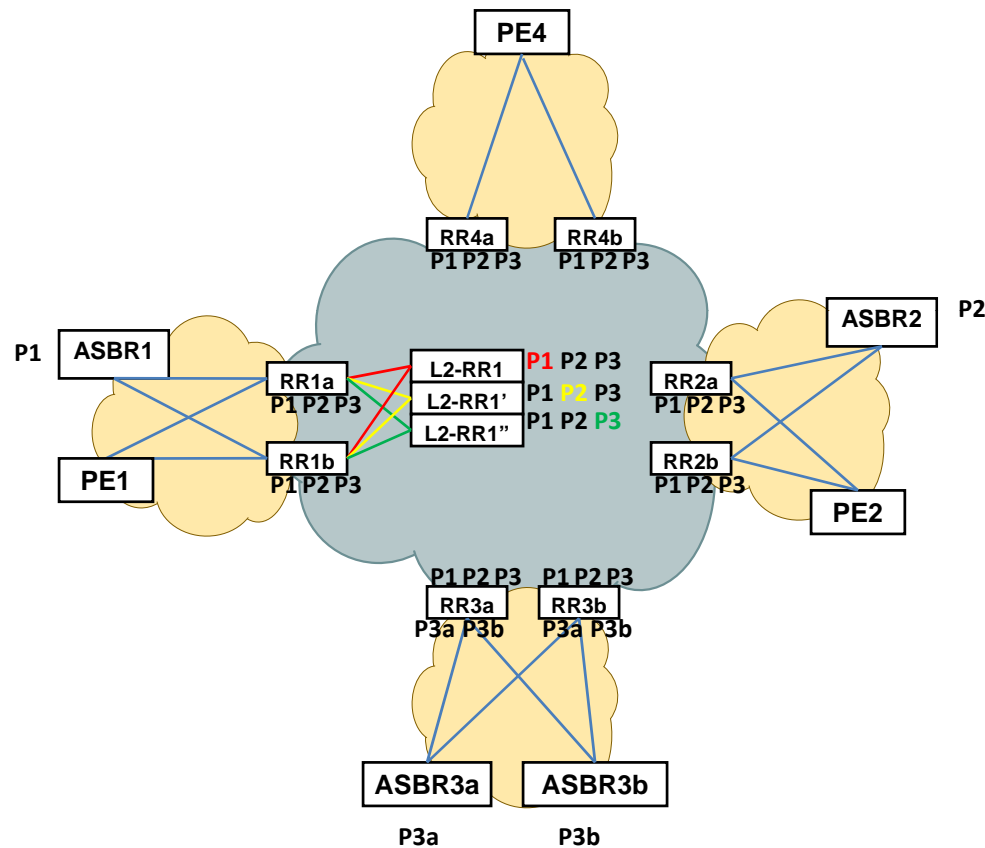 PE4
RR4a RR4b
P1 P2 P3 P1 P2 P3
ASBR2 P2
P1 ASBR1
L2-RR1 P1 P2 P3
RR1a RR2a
L2-RR1' P1 P2 P3
P1 P2 P3 P1 P2 P3
L2-RR1" P1 P2 P3
RR1b RR2b
PE1
P1 P2 P3 P1 P2 P3
PE2
P1 P2 P3 P1 P2 P3
RR3a RR3b
P3a P3b P3a P3b
ASBR3a ASBR3b
P3a P3b